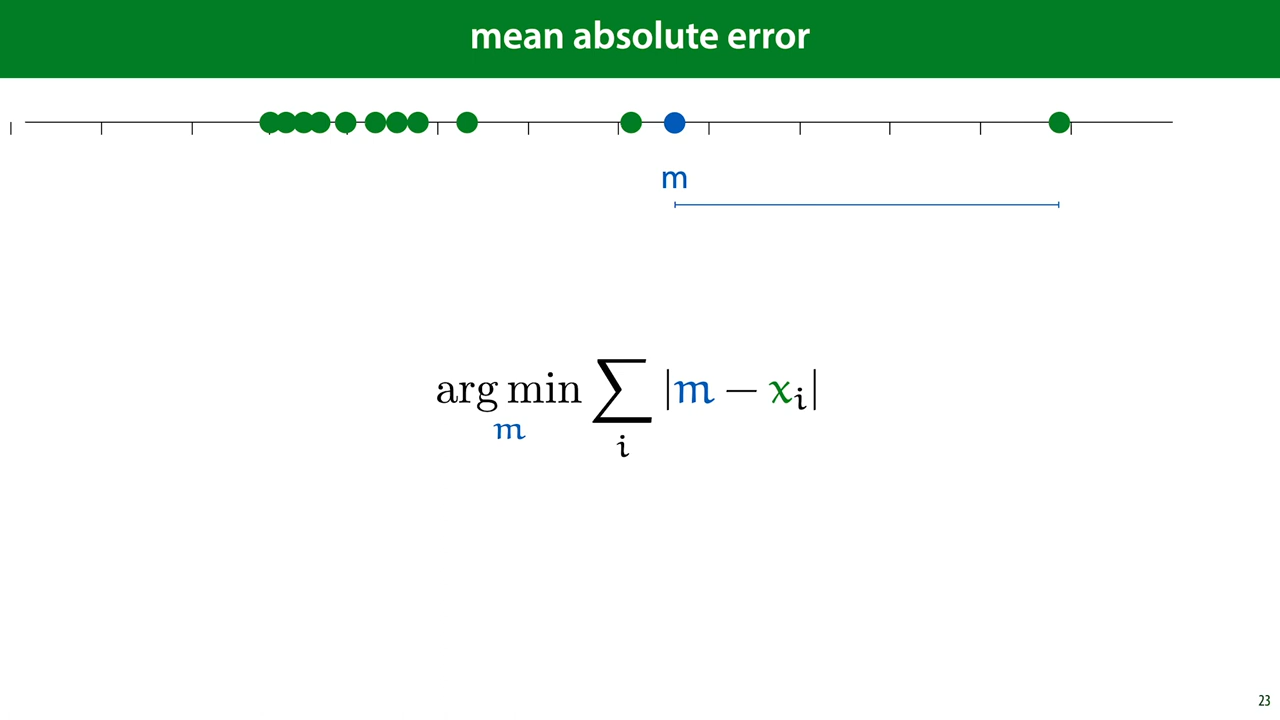 mean absolute error
m
arg min ∑ |m − xᵢ|
m
i
23